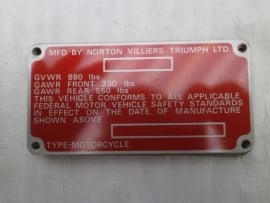 MFD BY NORTON VILLIERS TRIUMPH LTD.
GVWR 880 lbs
GAWR FRONT 330 lbs
GAWR REAR 550 lbs
THIS VEHICLE CONFORMS TO ALL APPLICABLE
FEDERAL MOTOR VEHICLE SAFETY STANDARDS
IN EFFECT ON THE DATE OF MANUFACTURE
SHOWN ABOVE
TYPE-MOTORCYCLE.